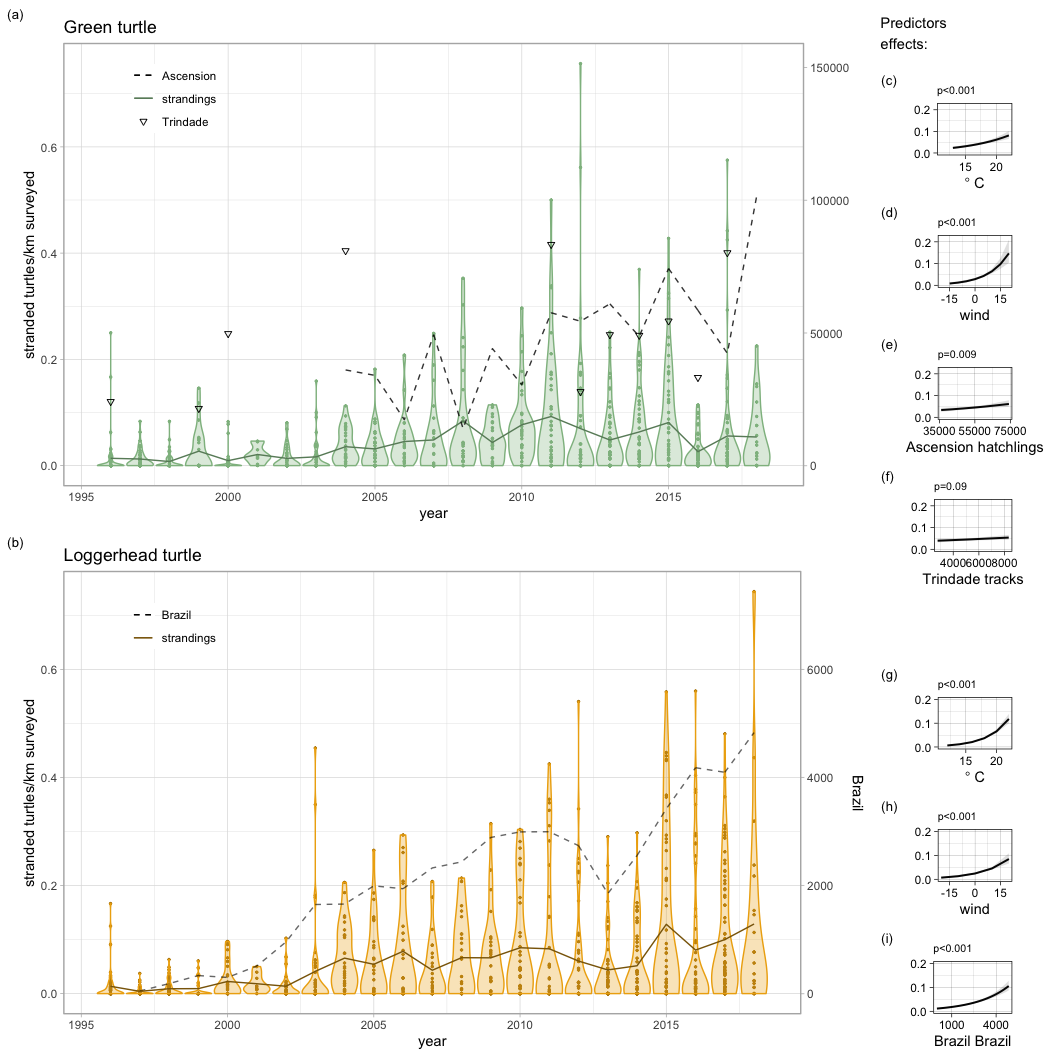 (a)
Green turtle
Ascension
strandings
Trindade
0.6
0.4
0.2
0.0
stranded turtles/km surveyed
150000
100000
50000
0
1995
2000
2005
2010
2015
year
(b)
Loggerhead turtle
Brazil
strandings
0.6
0.4
0.2
0.0
stranded turtles/km surveyed
6000
4000
2000
0
Brazil
1995
2000
2005
2010
2015
year
Predictors
effects:
(c)
p<0.001
0.2
0.1
0.0
15 20
° C
(d)
p<0.001
0.2
0.1
0.0
-15 0 15
wind
(e)
p=0.009
0.2
0.1
0.0
35000 55000 75000
Ascension hatchlings
(f)
p=0.09
0.2
0.1
0.0
4000 6000 8000
Trindade tracks
(g)
p<0.001
0.2
0.1
0.0
15 20
° C
(h)
p<0.001
0.2
0.1
0.0
-15 0 15
wind
(i)
p<0.001
0.2
0.1
0.0
1000 4000
Brazil Brazil